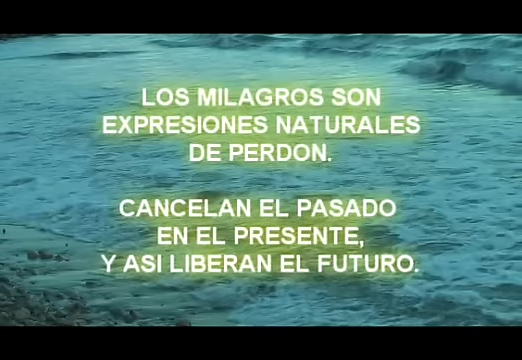 LOS MILAGROS SON
EXPRESIONES NATURALES
DE PERDON.
CANCELAN EL PASADO
EN EL PRESENTE,
Y ASI LIBERAN EL FUTURO.